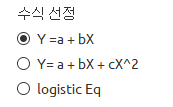 수식 선정
Y =a + bX
Y= a + bX + cX^2
logistic Eq